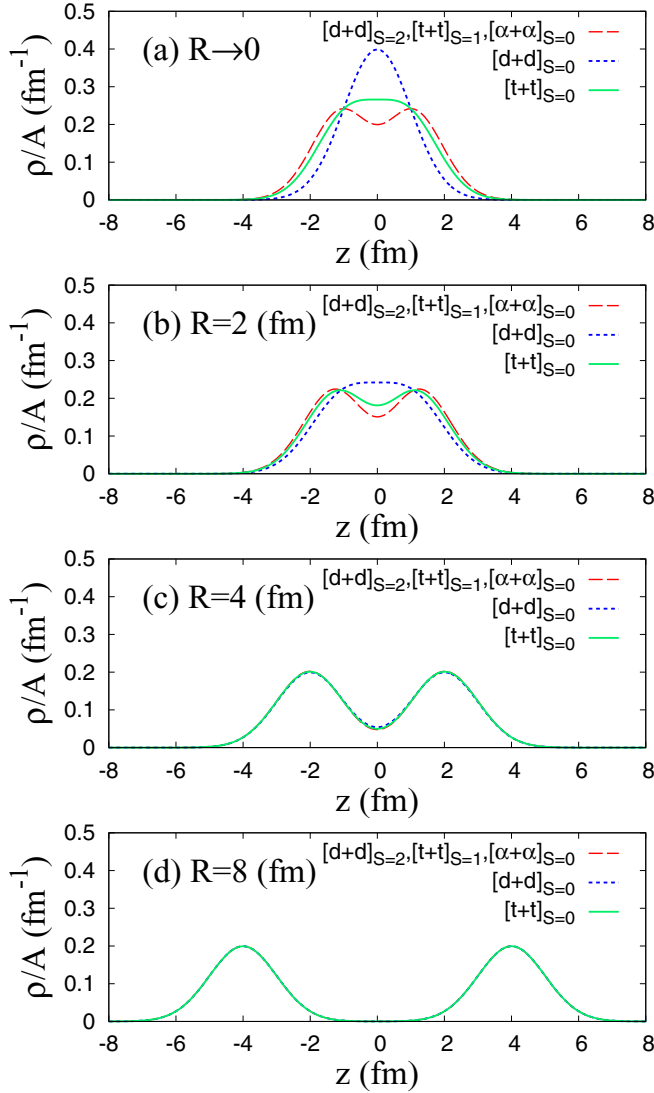 (a) R→0
[d+d]S=2,[t+t]S=1,[α+α]S=0
[d+d]S=0
[t+t]S=0
ρ/A (fm-1)
0.5
0.4
0.3
0.2
0.1
0
-8 -6 -4 -2 0 2 4 6 8
z (fm)
(b) R=2 (fm)
[d+d]S=2,[t+t]S=1,[α+α]S=0
[d+d]S=0
[t+t]S=0
ρ/A (fm-1)
0.5
0.4
0.3
0.2
0.1
0
-8 -6 -4 -2 0 2 4 6 8
z (fm)
(c) R=4 (fm)
[d+d]S=2,[t+t]S=1,[α+α]S=0
[d+d]S=0
[t+t]S=0
ρ/A (fm-1)
0.5
0.4
0.3
0.2
0.1
0
-8 -6 -4 -2 0 2 4 6 8
z (fm)
(d) R=8 (fm)
[d+d]S=2,[t+t]S=1,[α+α]S=0
[d+d]S=0
[t+t]S=0
ρ/A (fm-1)
0.5
0.4
0.3
0.2
0.1
0
-8 -6 -4 -2 0 2 4 6 8
z (fm)